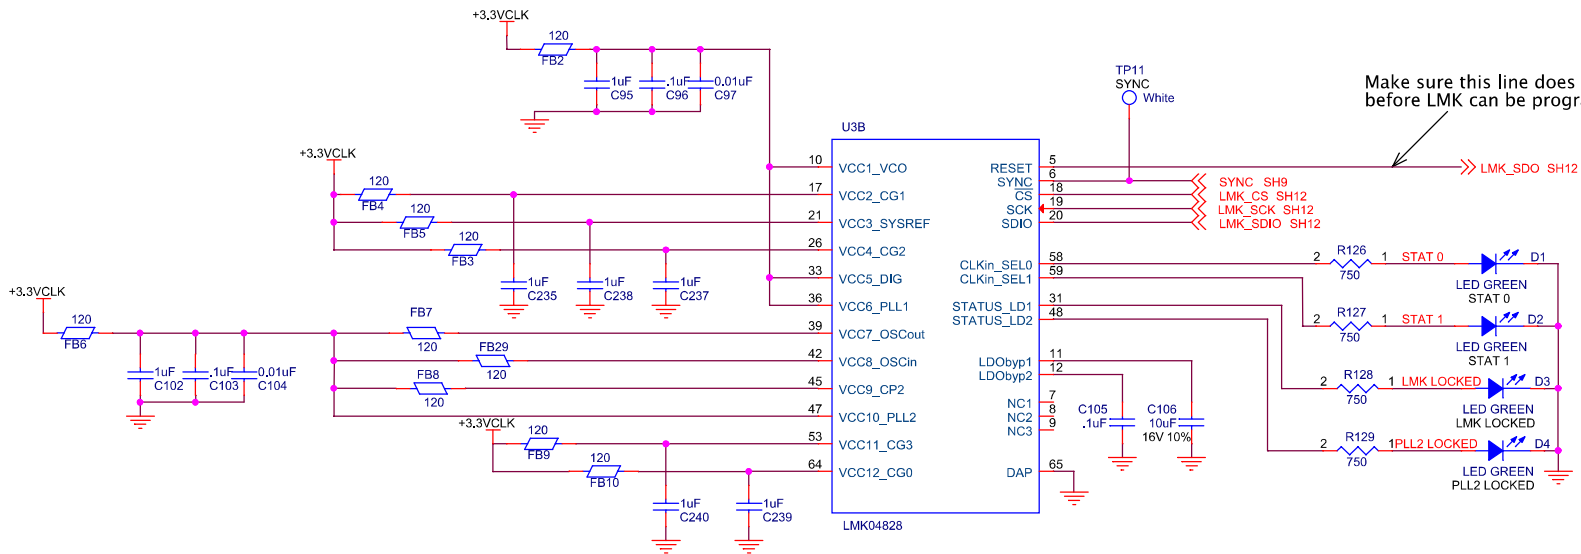 +3.3VCLK
120
FB2
1uF
C95
.1uF
C96
0.01uF
C97
TP11
SYNC
White
Make sure this line does
before LMK can be progr
U3B
+3.3VCLK
120
FB4
120
FB5
120
FB3
1uF
C235
1uF
C238
1uF
C237
10 VCC1_VCO
17 VCC2_CG1
21 VCC3_SYSREF
26 VCC4_CG2
33 VCC5_DIG
36 VCC6_PLL1
39 VCC7_OSCout
42 VCC8_OSCin
45 VCC9_CP2
47 VCC10_PLL2
53 VCC11_CG3
64 VCC12_CG0
RESET 5
SYNC 6
CS 18
SCK 19
SDIO 20
CLKin_SEL0 58
CLKin_SEL1 59
STATUS_LD1 31
STATUS_LD2 48
LDObyp1 11
LDObyp2 12
NC1 7
NC2 8
NC3 9
DAP 65
LMK04828
LMK_SDO SH12
SYNC SH9
LMK_CS SH12
LMK_SCK SH12
LMK_SDIO SH12
+3.3VCLK
120
FB6
1uF
C102
.1uF
C103
0.01uF
C104
FB7
120
FB29
120
FB8
120
+3.3VCLK
120
FB9
120
FB10
1uF
C240
1uF
C239
C105
.1uF
C106
10uF
16V 10%
R126
2 1 STAT 0 D1
750
LED GREEN
STAT 0
R127
2 1 STAT 1 D2
750
LED GREEN
STAT 1
R128
2 1 LMK LOCKED D3
750
LED GREEN
LMK LOCKED
R129
2 1 PLL2 LOCKED D4
750
LED GREEN
PLL2 LOCKED